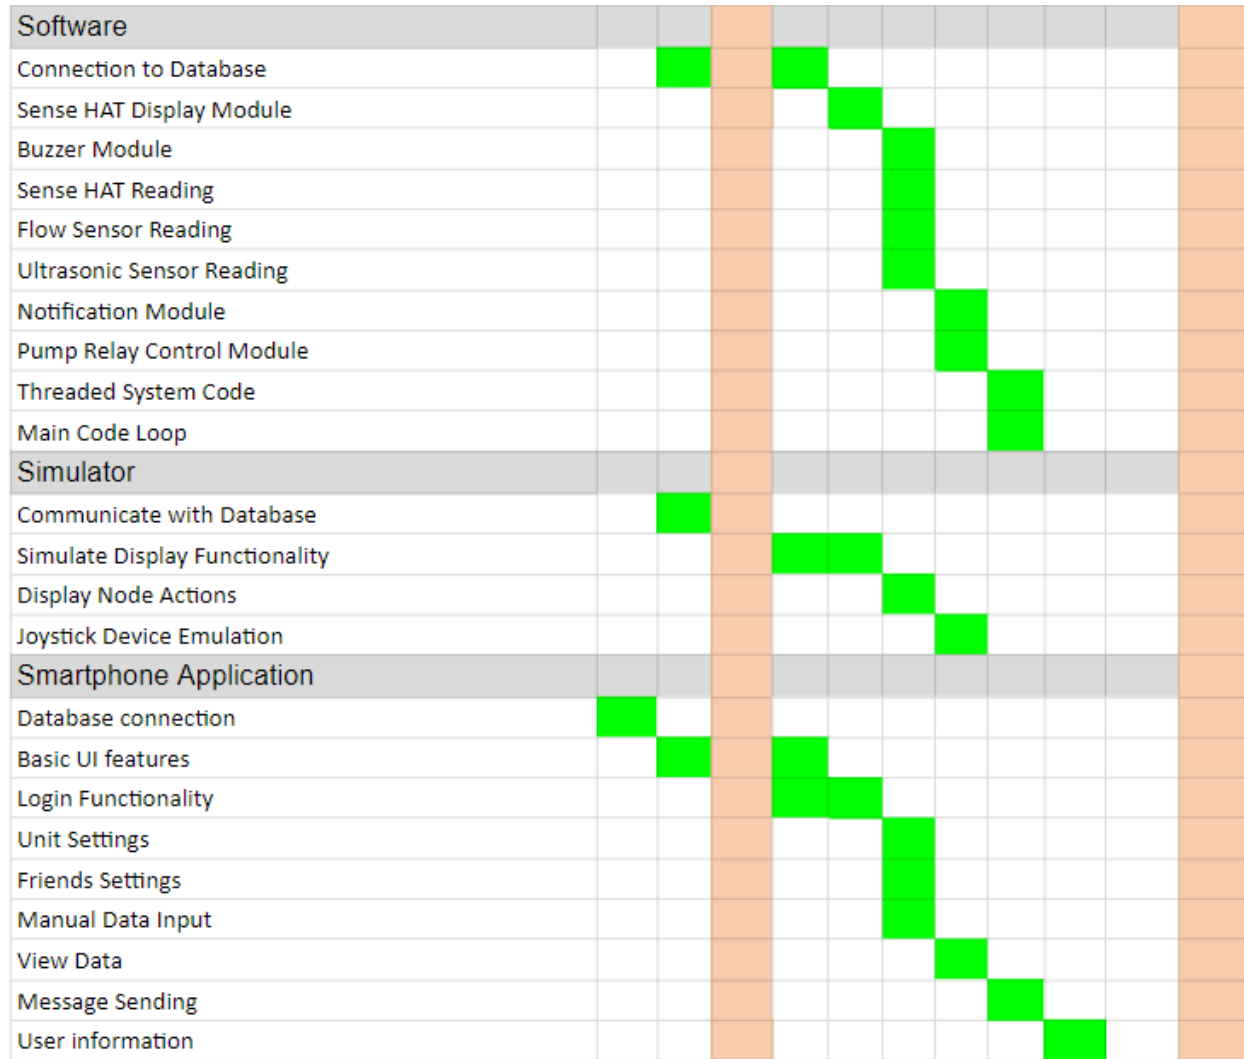 Software
Connection to Database
Sense HAT Display Module
Buzzer Module
Sense HAT Reading
Flow Sensor Reading
Ultrasonic Sensor Reading
Notification Module
Pump Relay Control Module
Threaded System Code
Main Code Loop
Simulator
Communicate with Database
Simulate Display Functionality
Display Node Actions
Joystick Device Emulation
Smartphone Application
Database connection
Basic UI features
Login Functionality
Unit Settings
Friends Settings
Manual Data Input
View Data
Message Sending
User information